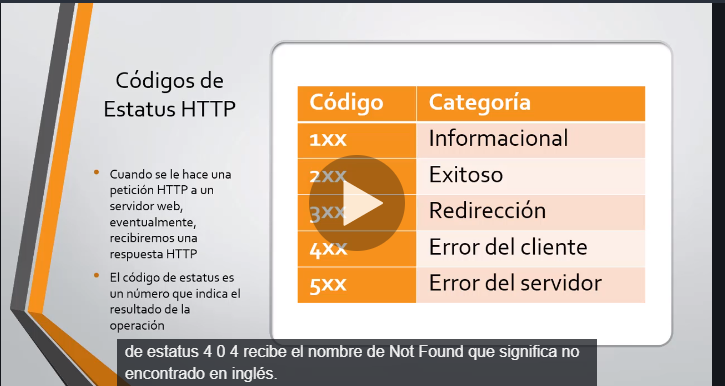 Códigos de
Estatus HTTP
• Cuando se le hace una
petición HTTP a un
servidor web,
eventualmente,
recibiremos una
respuesta HTTP
• El código de estatus es
un número que indica el
resultado de la
operación
Código Categoría
1xx Informacional
2xx Exitoso
3xx Redirección
4xx Error del cliente
5xx Error del servidor
de estatus 4 0 4 recibe el nombre de Not Found que significa no
encontrado en inglés.